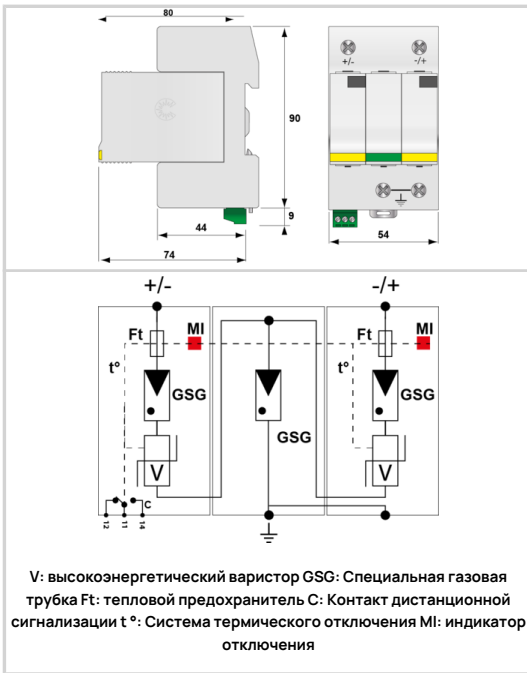 80
+/-
-/+
90
9
44
74
54
+/-
-/+
Ft
MI
Ft
MI
t°
t°
GSG
GSG
GSG
V
V
C
12
11
14
V: высокоэнергетический варистор GSG: Специальная газовая
трубка Ft: тепловой предохранитель C: Контакт дистанционной
сигнализации t °: Система термического отключения MI: индикатор
отключения